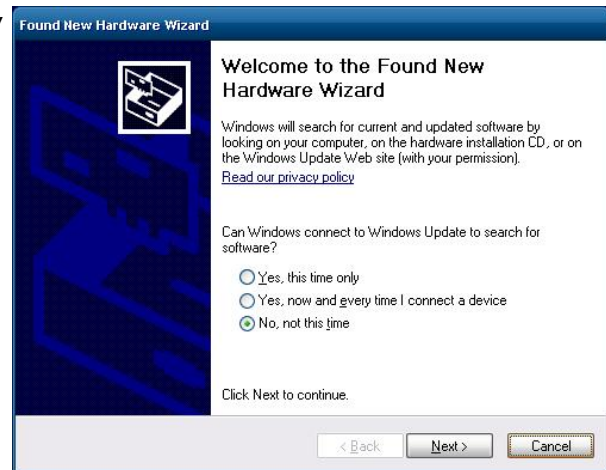 Found New Hardware Wizard
Welcome to the Found New
Hardware Wizard
Windows will search for current and updated software by
looking on your computer, on the hardware installation CD, or on
the Windows Update Web site (with your permission).
Read our privacy policy
Can Windows connect to Windows Update to search for
software?
Yes, this time only
Yes, now and every time I connect a device
No, not this time
Click Next to continue.
< Back Next > Cancel